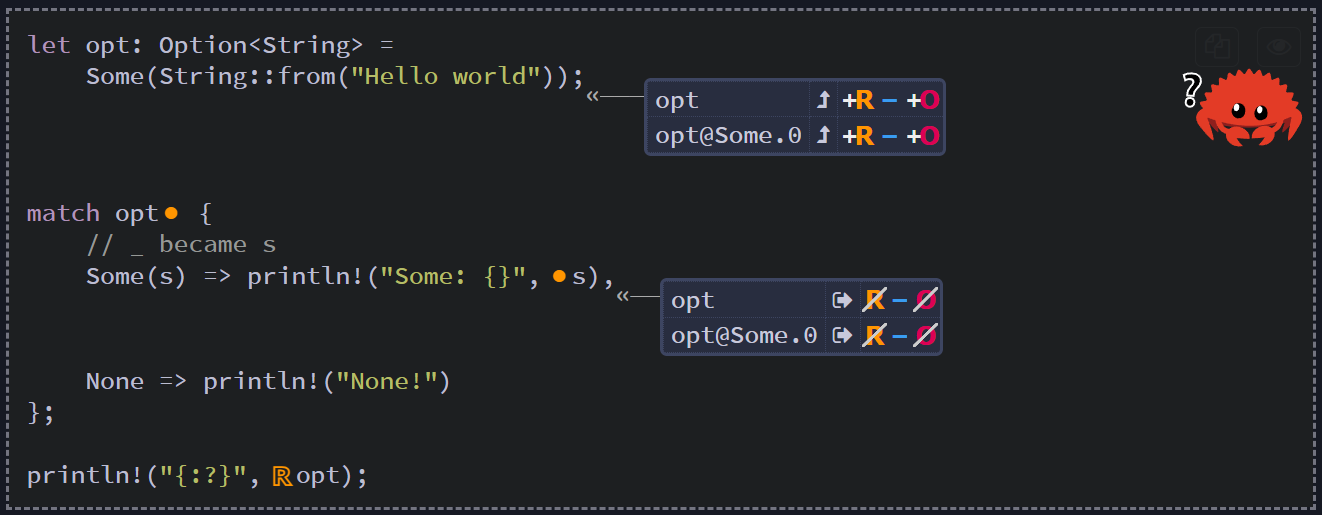 let opt: Option<String> =
    Some(String::from("Hello world"));
opt +R - +O
opt@Some.0 +R - +O
?
match opt● {
    // _ became s
    Some(s) => println!("Some: {}", ●s),
opt R - O
opt@Some.0 R - O
    None => println!("None!")
};
println!("{:?}", Ropt);